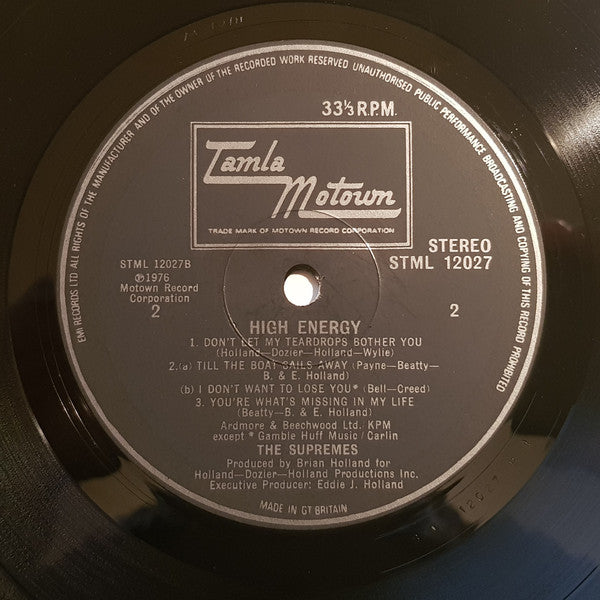 EMI RECORDS LTD ALL RIGHTS OF THE MANUFACTURER AND OF THE OWNER OF THE RECORDED WORK RESERVED UNAUTHORISED PUBLIC PERFORMANCE BROADCASTING AND COPYING OF THIS RECORD PROHIBITED
33⅓ R.P.M.
Tamla
Motown
TRADE MARK OF MOTOWN RECORD CORPORATION
STEREO
STML 12027
STML 12027B
℗1976
Motown Record
Corporation
2
2
HIGH ENERGY
1. DON'T LET MY TEARDROPS BOTHER YOU
(Holland-Dozier-Holland-Wylie)
2.(a) TILL THE BOAT SAILS AWAY (Payne-Beatty-
B. & E. Holland)
(b) I DON'T WANT TO LOSE YOU* (Bell-Creed)
3. YOU'RE WHAT'S MISSING IN MY LIFE
(Beatty-B. & E. Holland)
Ardmore & Beechwood Ltd. KPM
except * Gamble Huff Music/Carlin
THE SUPREMES
Produced by Brian Holland for
Holland-Dozier-Holland Productions Inc.
Executive Producer: Eddie J. Holland
MADE IN GT BRITAIN